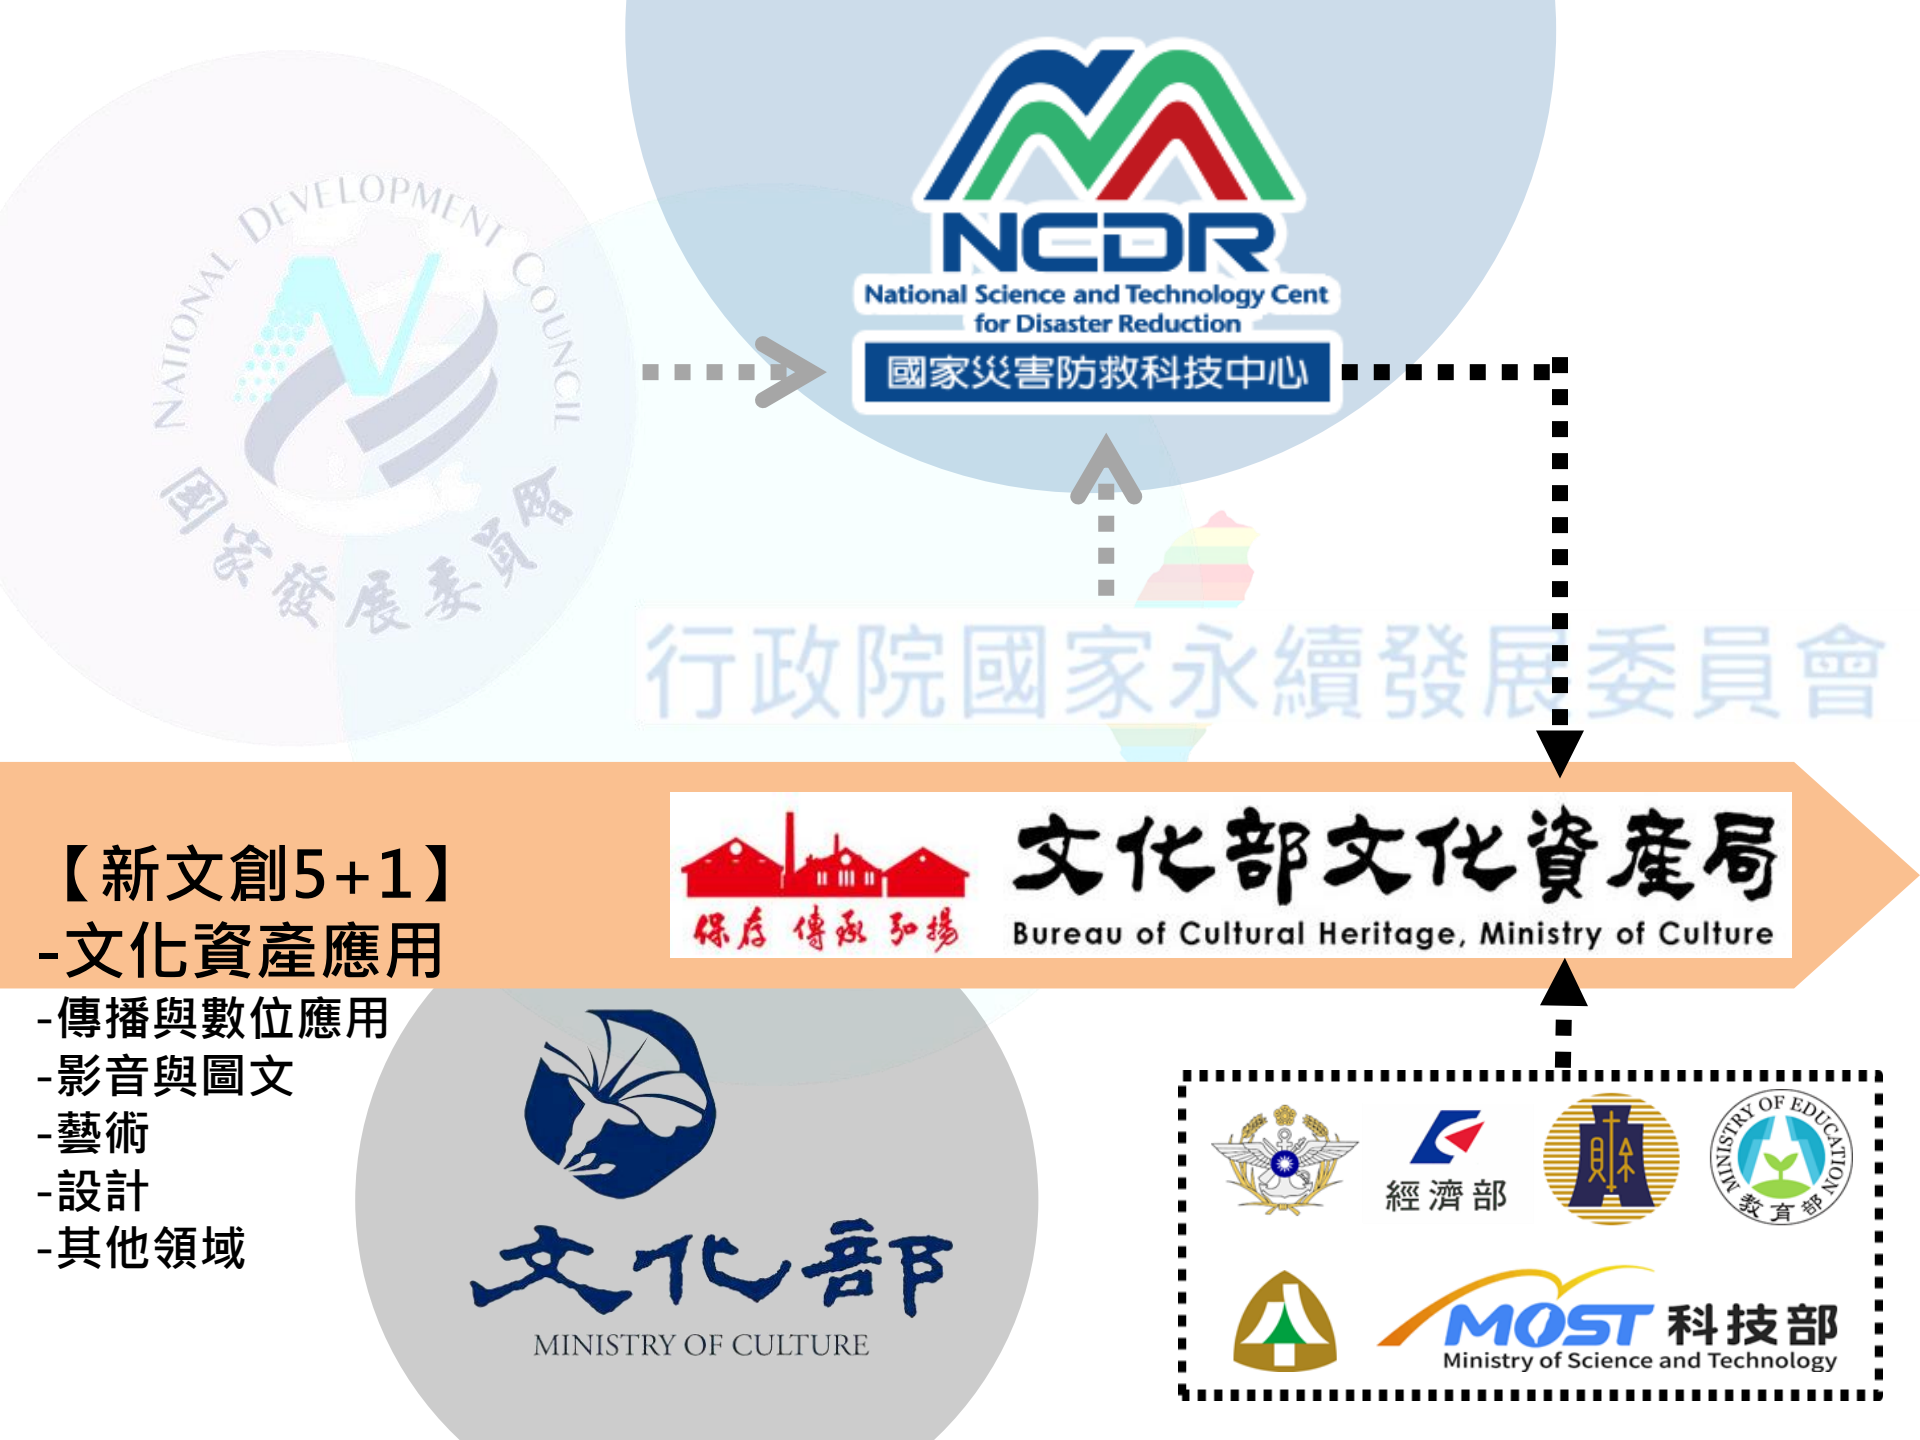 NATIONAL DEVELOPMENT COUNCIL
國家發展委員會
NCDR
National Science and Technology Cent
for Disaster Reduction
國家災害防救科技中心
行政院國家永續發展委員會
【新文創5+1】
-文化資產應用
-傳播與數位應用
-影音與圖文
-藝術
-設計
-其他領域
保存 傳承 弘揚
文化部文化資產局
Bureau of Cultural Heritage, Ministry of Culture
文化部
MINISTRY OF CULTURE
經濟部
財
MINISTRY OF EDUCATION
教育部
MOST 科技部
Ministry of Science and Technology